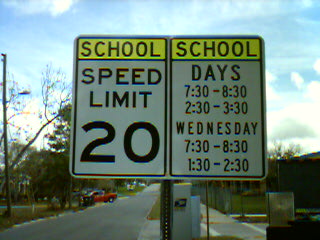 SCHOOL
SPEED
LIMIT
20
SCHOOL
DAYS
7:30 - 8:30
2:30 - 3:30
WEDNESDAY
7:30 - 8:30
1:30 - 2:30